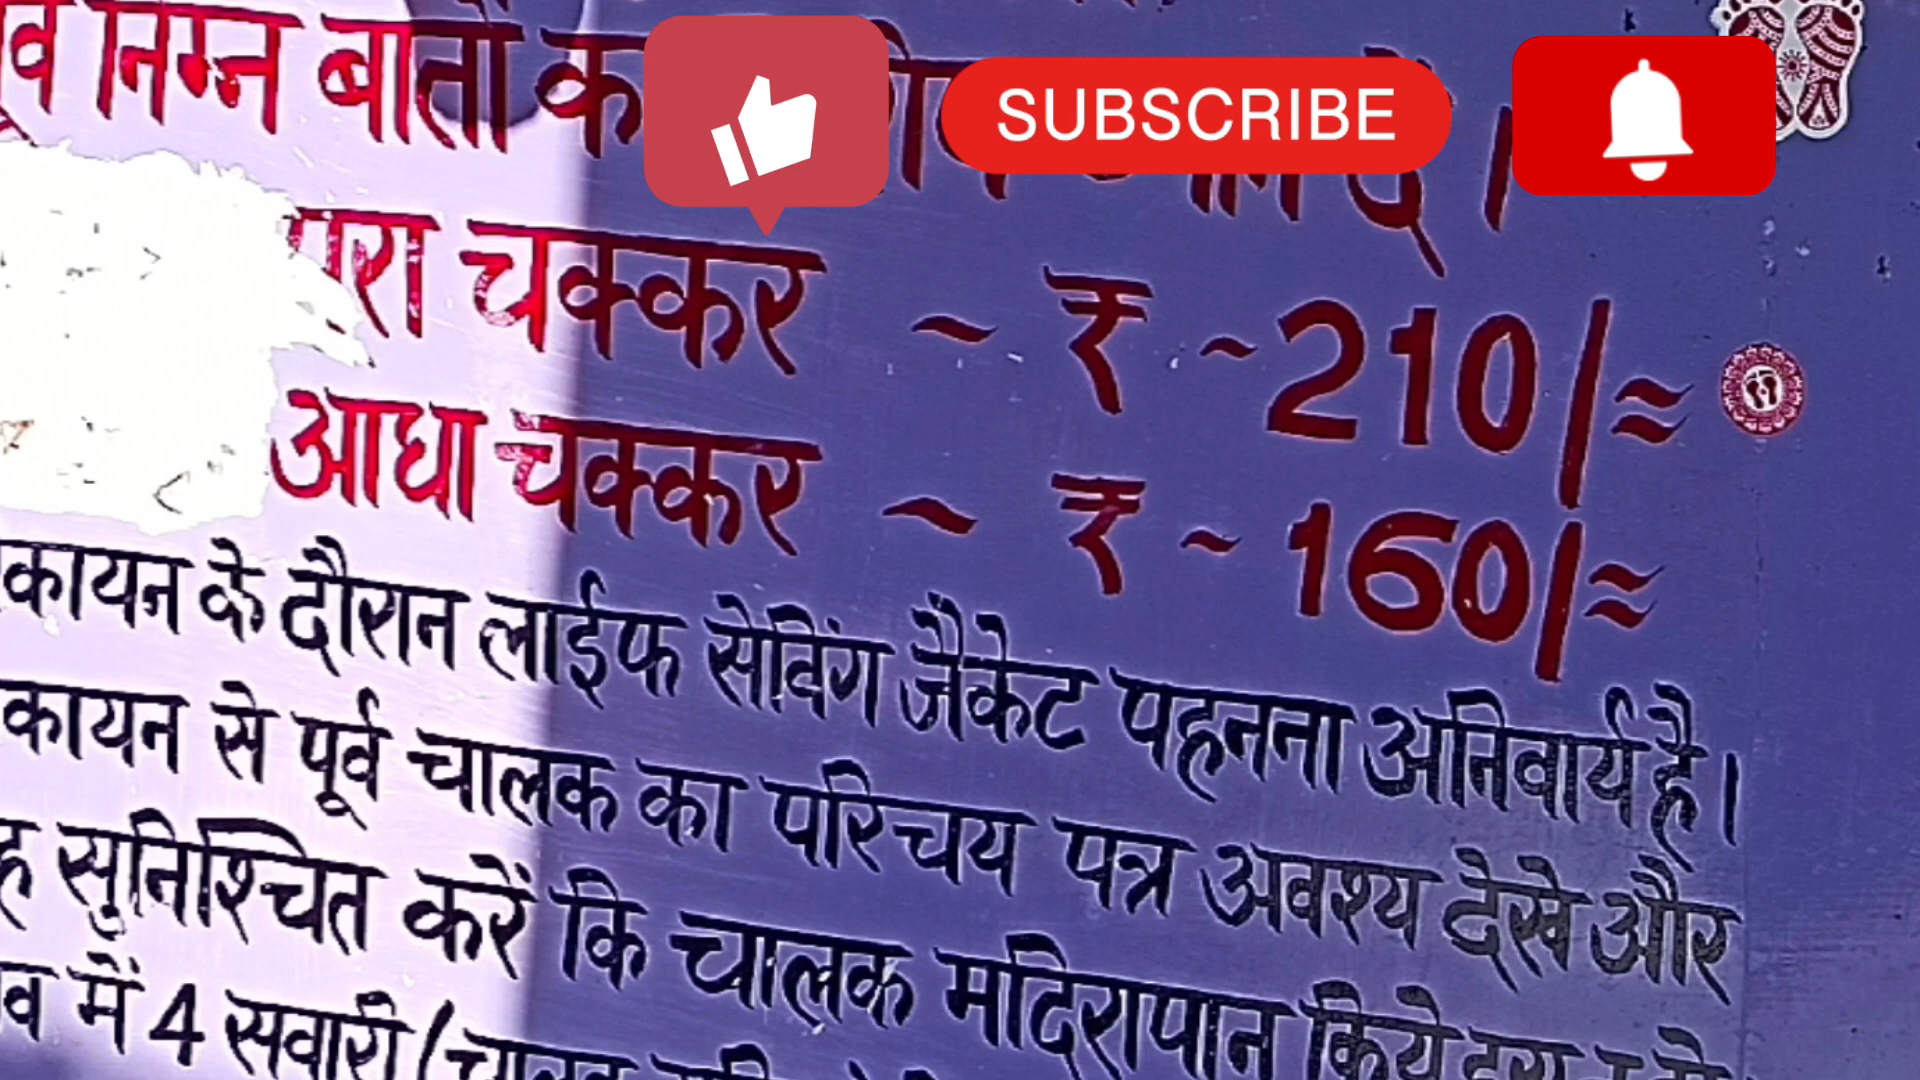 निम्न बातों
SUBSCRIBE
चक्कर ~ ₹ ~ 210/≈
आधा चक्कर ~ ₹ ~ 160/≈
कायन के दौरान लाईफ सेविंग जैकेट पहनना अनिवार्य है।
कायन से पूर्व चालक का परिचय पत्र अवश्य देखे और
सुनिश्चित करें कि चालक मदिरापान किये
में 4 सवारी (